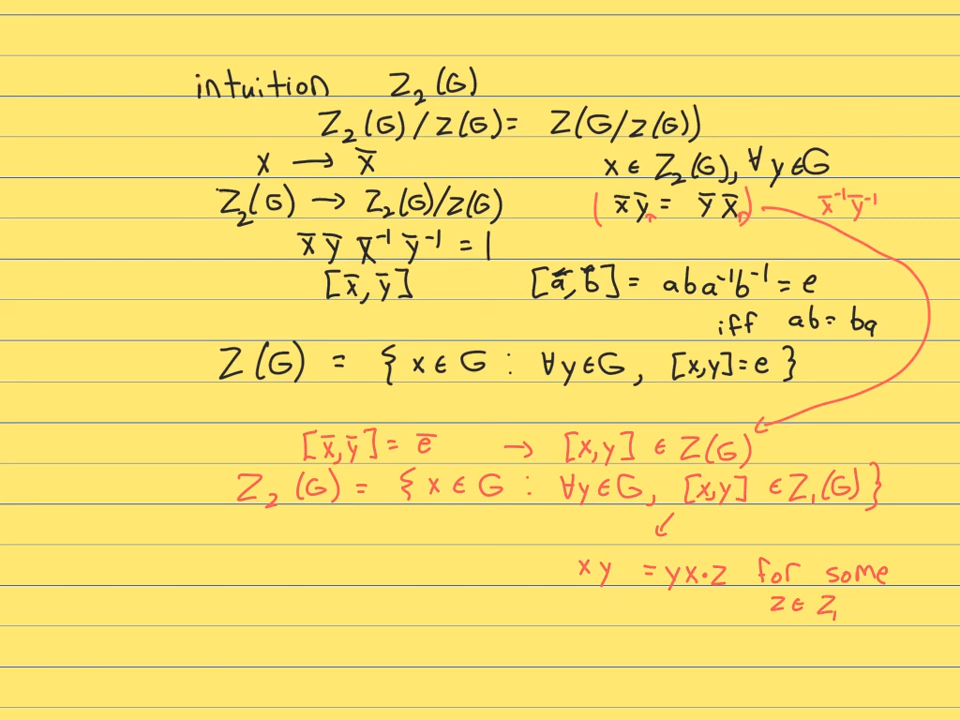 intuition Z₂(G)
Z₂(G)/Z(G) = Z(G/Z(G))
x → x̄ x ∈ Z₂(G), ∀ y ∈ G
Z₂(G) → Z₂(G)/Z(G) ( x̄ȳ = ȳx̄ ) x̄⁻¹ȳ⁻¹
x̄ ȳ x̄⁻¹ ȳ⁻¹ = 1
[x̄, ȳ] [a, b] = aba⁻¹b⁻¹ = e
iff ab = ba
Z(G) = { x ∈ G : ∀y∈G, [x,y] = e }
[x̄, ȳ] = e̅ → [x,y] ∈ Z(G)
Z₂(G) = { x ∈ G : ∀y∈G, [x,y] ∈ Z₁(G) }
xy = yx·z for some
z ∈ Z₁